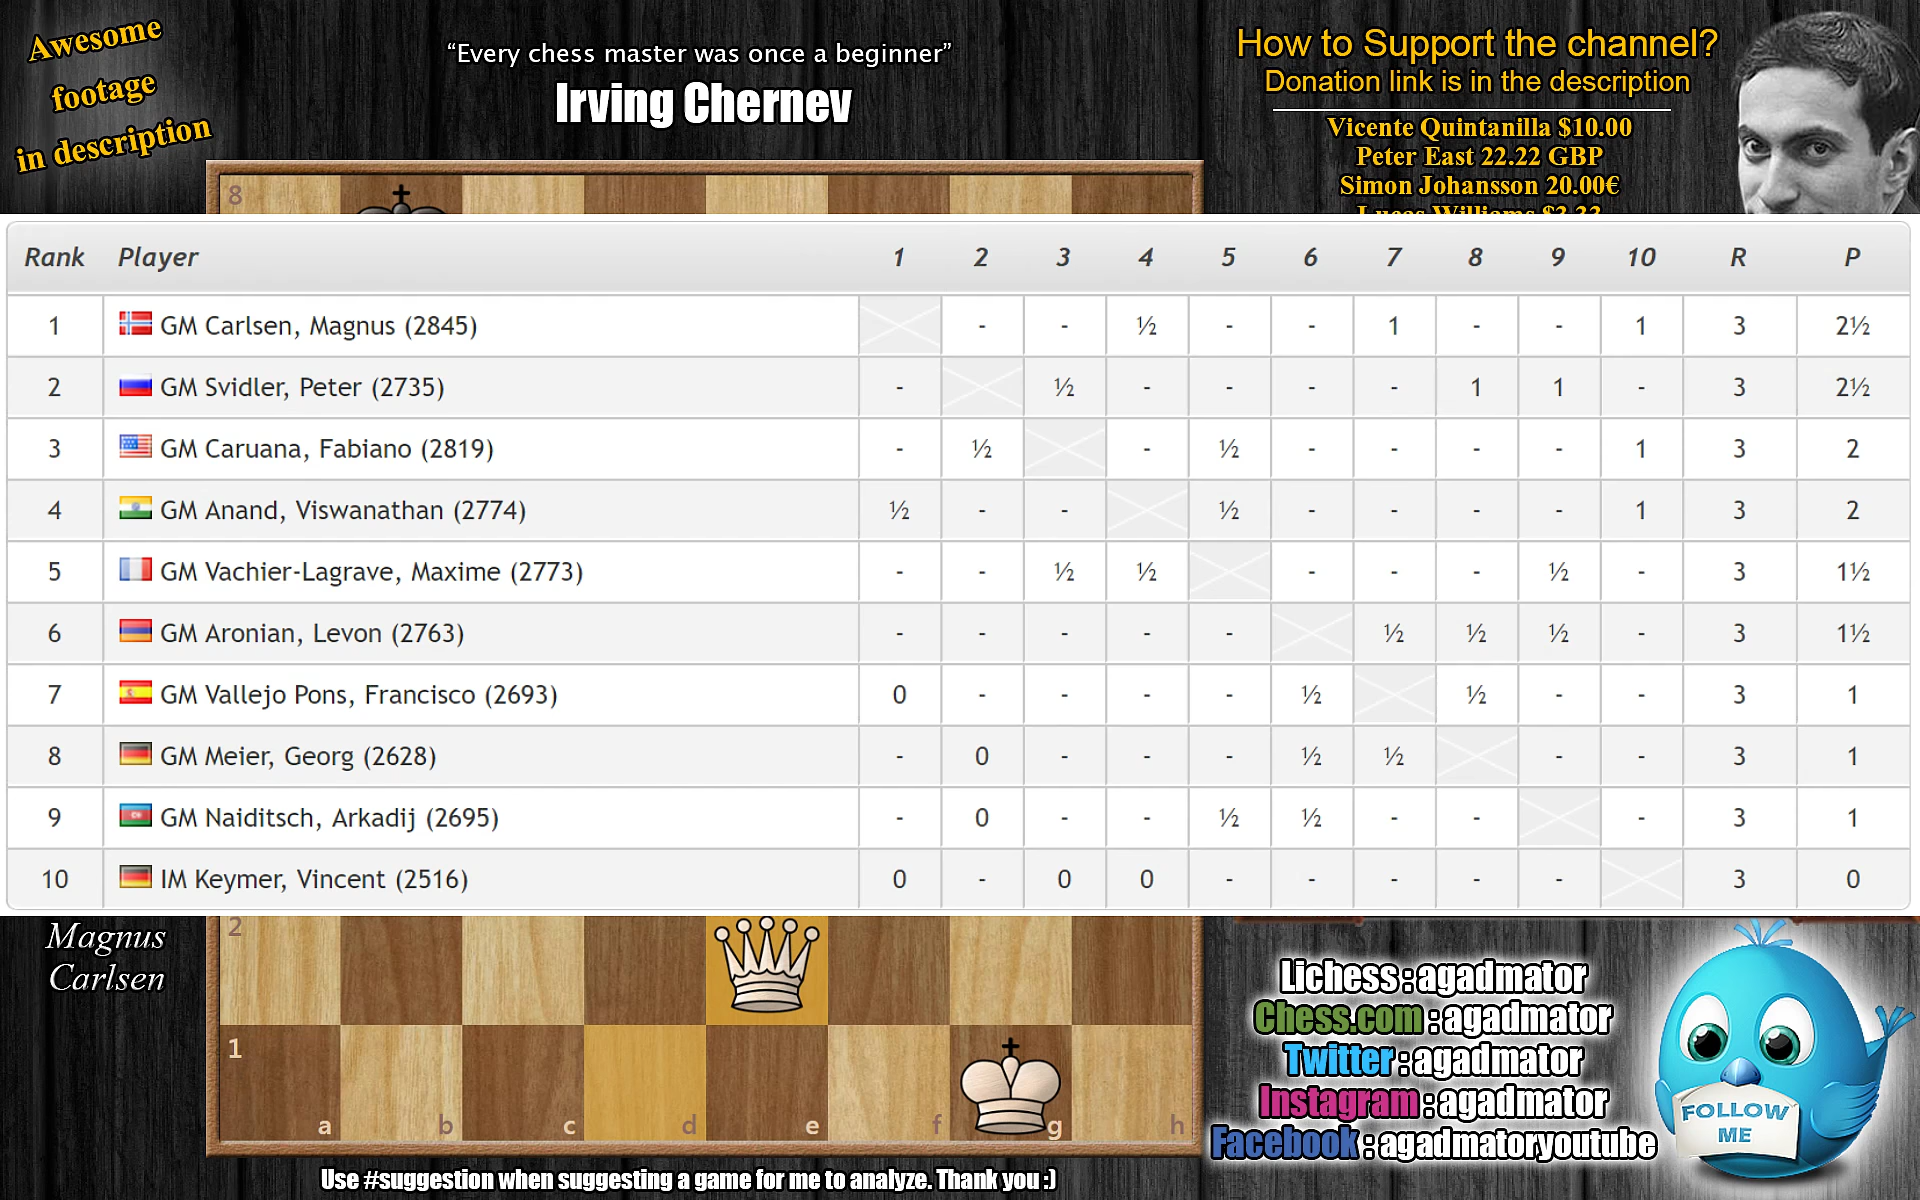 Awesome
footage
in description
“Every chess master was once a beginner”
Irving Chernev
How to Support the channel?
Donation link is in the description
Vicente Quintanilla $10.00
Peter East 22.22 GBP
Simon Johansson 20.00€
Lucas Williams $3.33
8
Rank Player 1 2 3 4 5 6 7 8 9 10 R P
1 GM Carlsen, Magnus (2845) - - ½ - - 1 - - 1 3 2½
2 GM Svidler, Peter (2735) - ½ - - - - 1 1 - 3 2½
3 GM Caruana, Fabiano (2819) - ½ - ½ - - - - 1 3 2
4 GM Anand, Viswanathan (2774) ½ - - ½ - - - - 1 3 2
5 GM Vachier-Lagrave, Maxime (2773) - - ½ ½ - - - ½ - 3 1½
6 GM Aronian, Levon (2763) - - - - - ½ ½ ½ - 3 1½
7 GM Vallejo Pons, Francisco (2693) 0 - - - - ½ ½ - - 3 1
8 GM Meier, Georg (2628) - 0 - - - ½ ½ - - 3 1
9 GM Naiditsch, Arkadij (2695) - 0 - - ½ ½ - - - 3 1
10 IM Keymer, Vincent (2516) 0 - 0 0 - - - - - 3 0
Magnus
Carlsen
2
1
a b c d e f g h
Use #suggestion when suggesting a game for me to analyze. Thank you :)
Lichess : agadmator
Chess.com : agadmator
Twitter : agadmator
Instagram : agadmator
Facebook : agadmatoryoutube
FOLLOW
ME